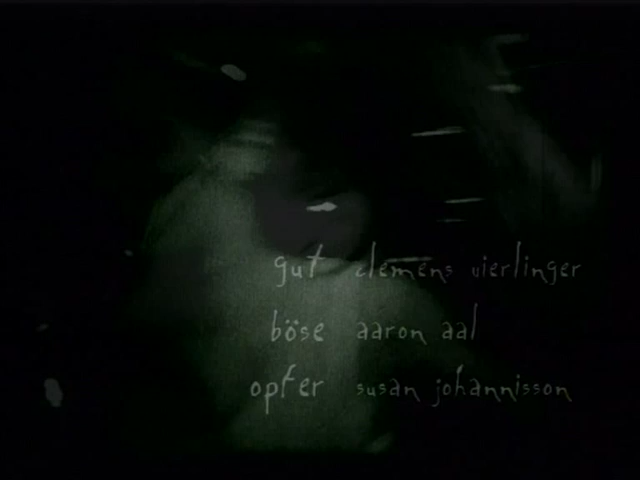 gut clemens vierlinger
böse aaron aal
opfer susan johannisson